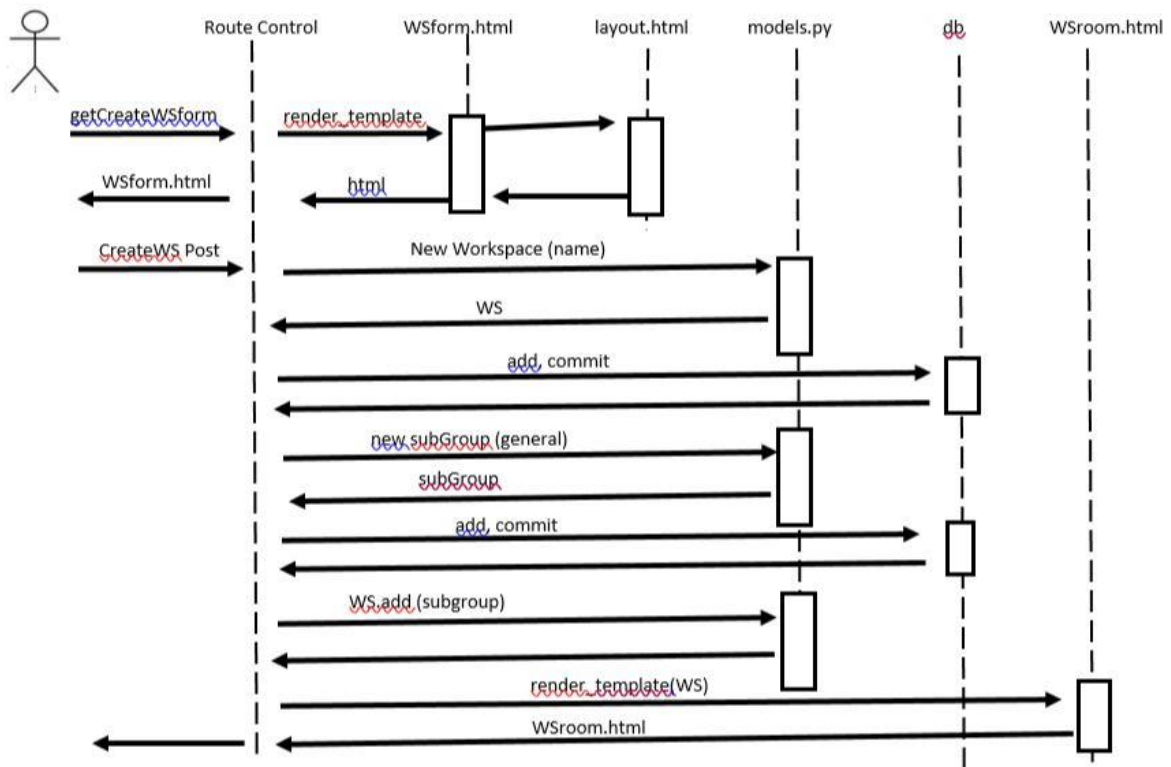 Route Control
WSform.html
layout.html
models.py
db
WSroom.html
getCreateWSform
render_template
WSform.html
html
CreateWS Post
New Workspace (name)
WS
add, commit
new subGroup (general)
subGroup
add, commit
WS.add (subgroup)
render_template(WS)
WSroom.html